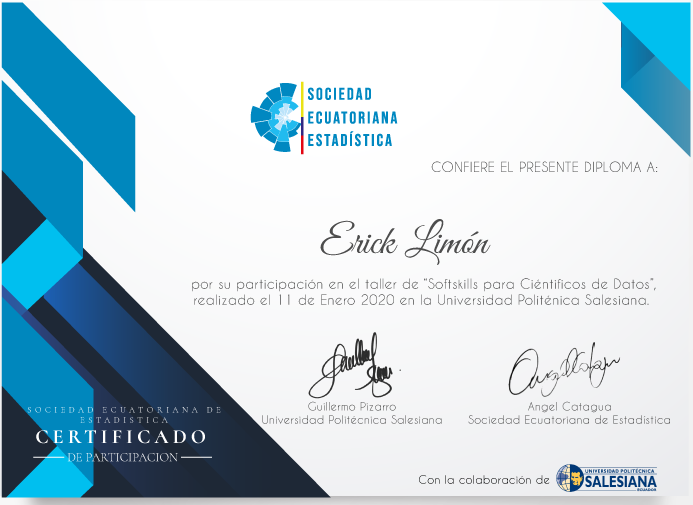 SOCIEDAD
ECUATORIANA
ESTADÍSTICA
CONFIERE EL PRESENTE DIPLOMA A:
Erick Limón
por su participación en el taller de "Softskills para Ciéntificos de Datos",
realizado el 11 de Enero 2020 en la Universidad Politénica Salesiana.
Guillermo Pizarro
Universidad Politécnica Salesiana
Angel Catagua
Sociedad Ecuatoriana de Estadística
SOCIEDAD ECUATORIANA DE
ESTADISTICA
CERTIFICADO
DE PARTICIPACION
Con la colaboración de
UNIVERSIDAD POLITÉCNICA
SALESIANA
ECUADOR